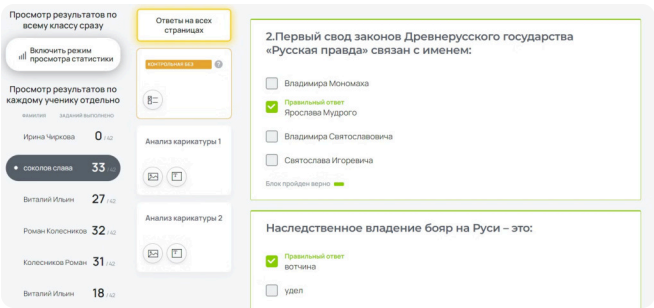 Просмотр результатов по
всему классу сразу
Включить режим
просмотра статистики
Просмотр результатов по
каждому ученику отдельно
ФАМИЛИЯ ЗАДАНИЙ ВЫПОЛНЕНО
Ирина Чиркова 0 /42
соколов слава 33 /42
Виталий Ильин 27 /42
Роман Колесников 32 /42
Колесников Роман 31 /42
Виталий Ильин 18 /42
Ответы на всех
страницах
КОНТРОЛЬНАЯ БЕЗ
Анализ карикатуры 1
Анализ карикатуры 2
2.Первый свод законов Древнерусского государства
«Русская правда» связан с именем:
Владимира Мономаха
Правильный ответ
Ярослава Мудрого
Владимира Святославовича
Святослава Игоревича
Блок пройден верно
Наследственное владение бояр на Руси – это:
Правильный ответ
вотчина
удел